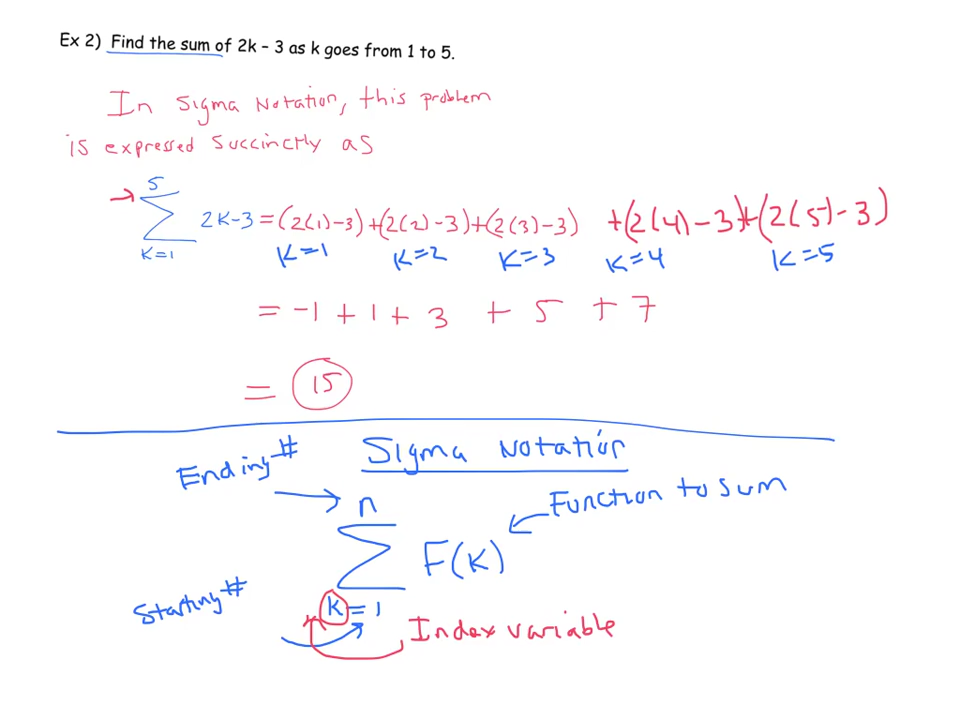 Ex 2) Find the sum of 2k – 3 as k goes from 1 to 5.
In Sigma Notation, this problem
is expressed succinctly as
5
∑ 2k-3 = (2(1)-3)+(2(2)-3)+(2(3)-3) +(2(4)-3)+(2(5)-3)
k=1 k=1 k=2 k=3 k=4 k=5
= -1 + 1 + 3 + 5 + 7
= 15
Ending # Sigma Notation
n Function to sum
∑ F(k)
Starting # k = 1
Index variable